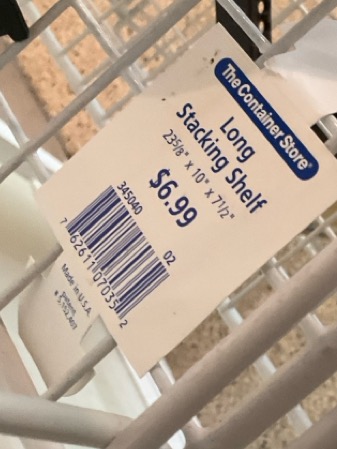 The Container Store®
Long
Stacking Shelf
23⅝" x 10" x 7½"
$6.99
345040
02
7 62611 07035 2
Made in U.S.A.
patent